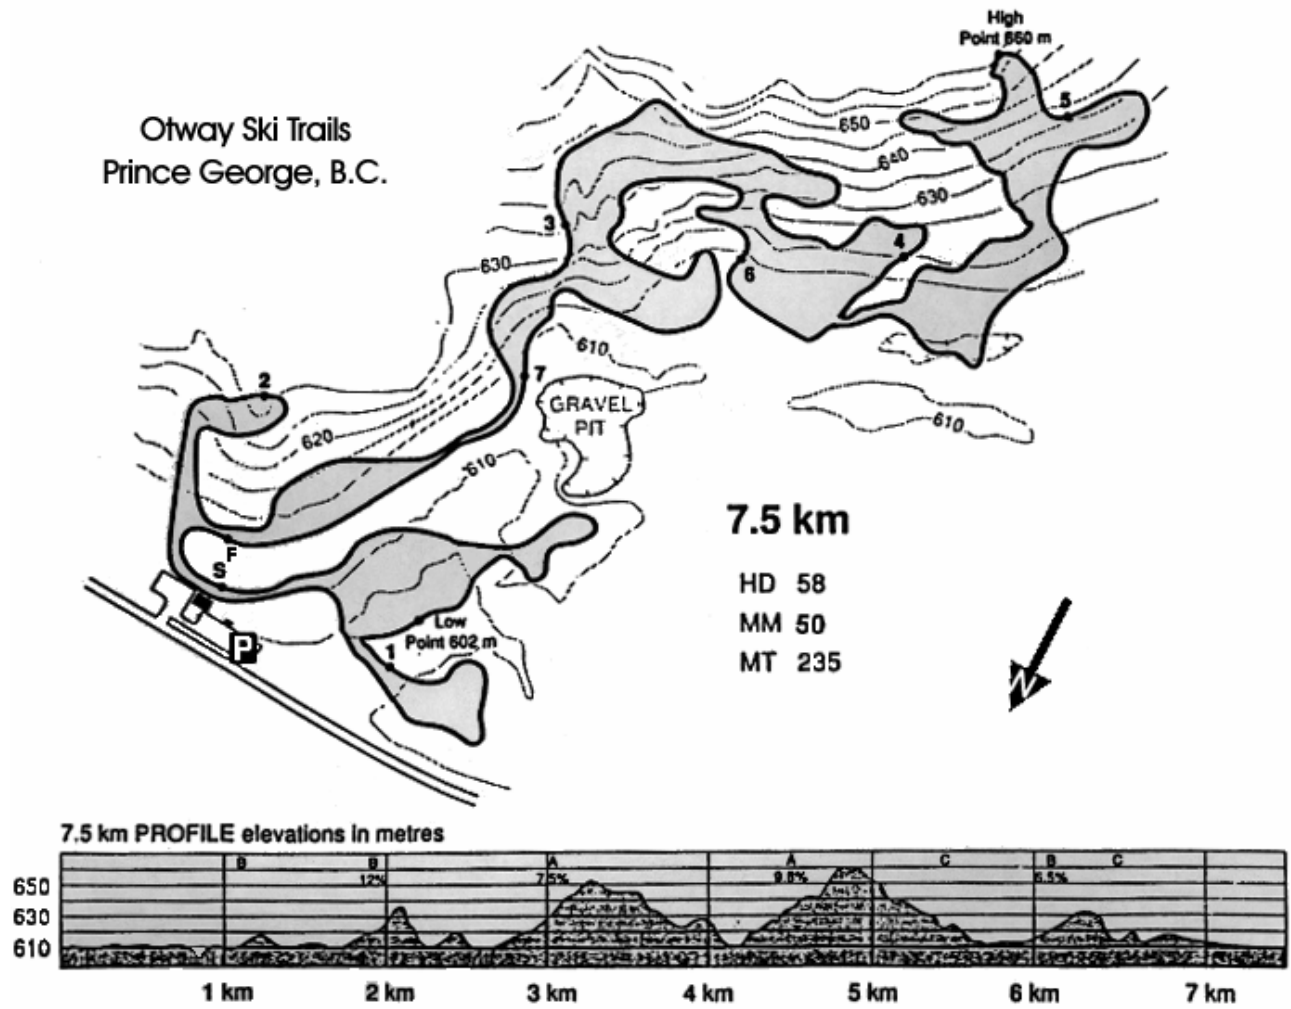 High
Point 660 m
Otway Ski Trails
Prince George, B.C.
5
650
640
630
3
4
630
6
610
7
2
GRAVEL
PIT
620
610
610
7.5 km
F
S
HD 58
MM 50
MT 235
Low
Point 602 m
P
1
N
7.5 km PROFILE elevations in metres
B B A A C B C
12% 7.5% 9.8% 5.5%
650
630
610
1 km 2 km 3 km 4 km 5 km 6 km 7 km